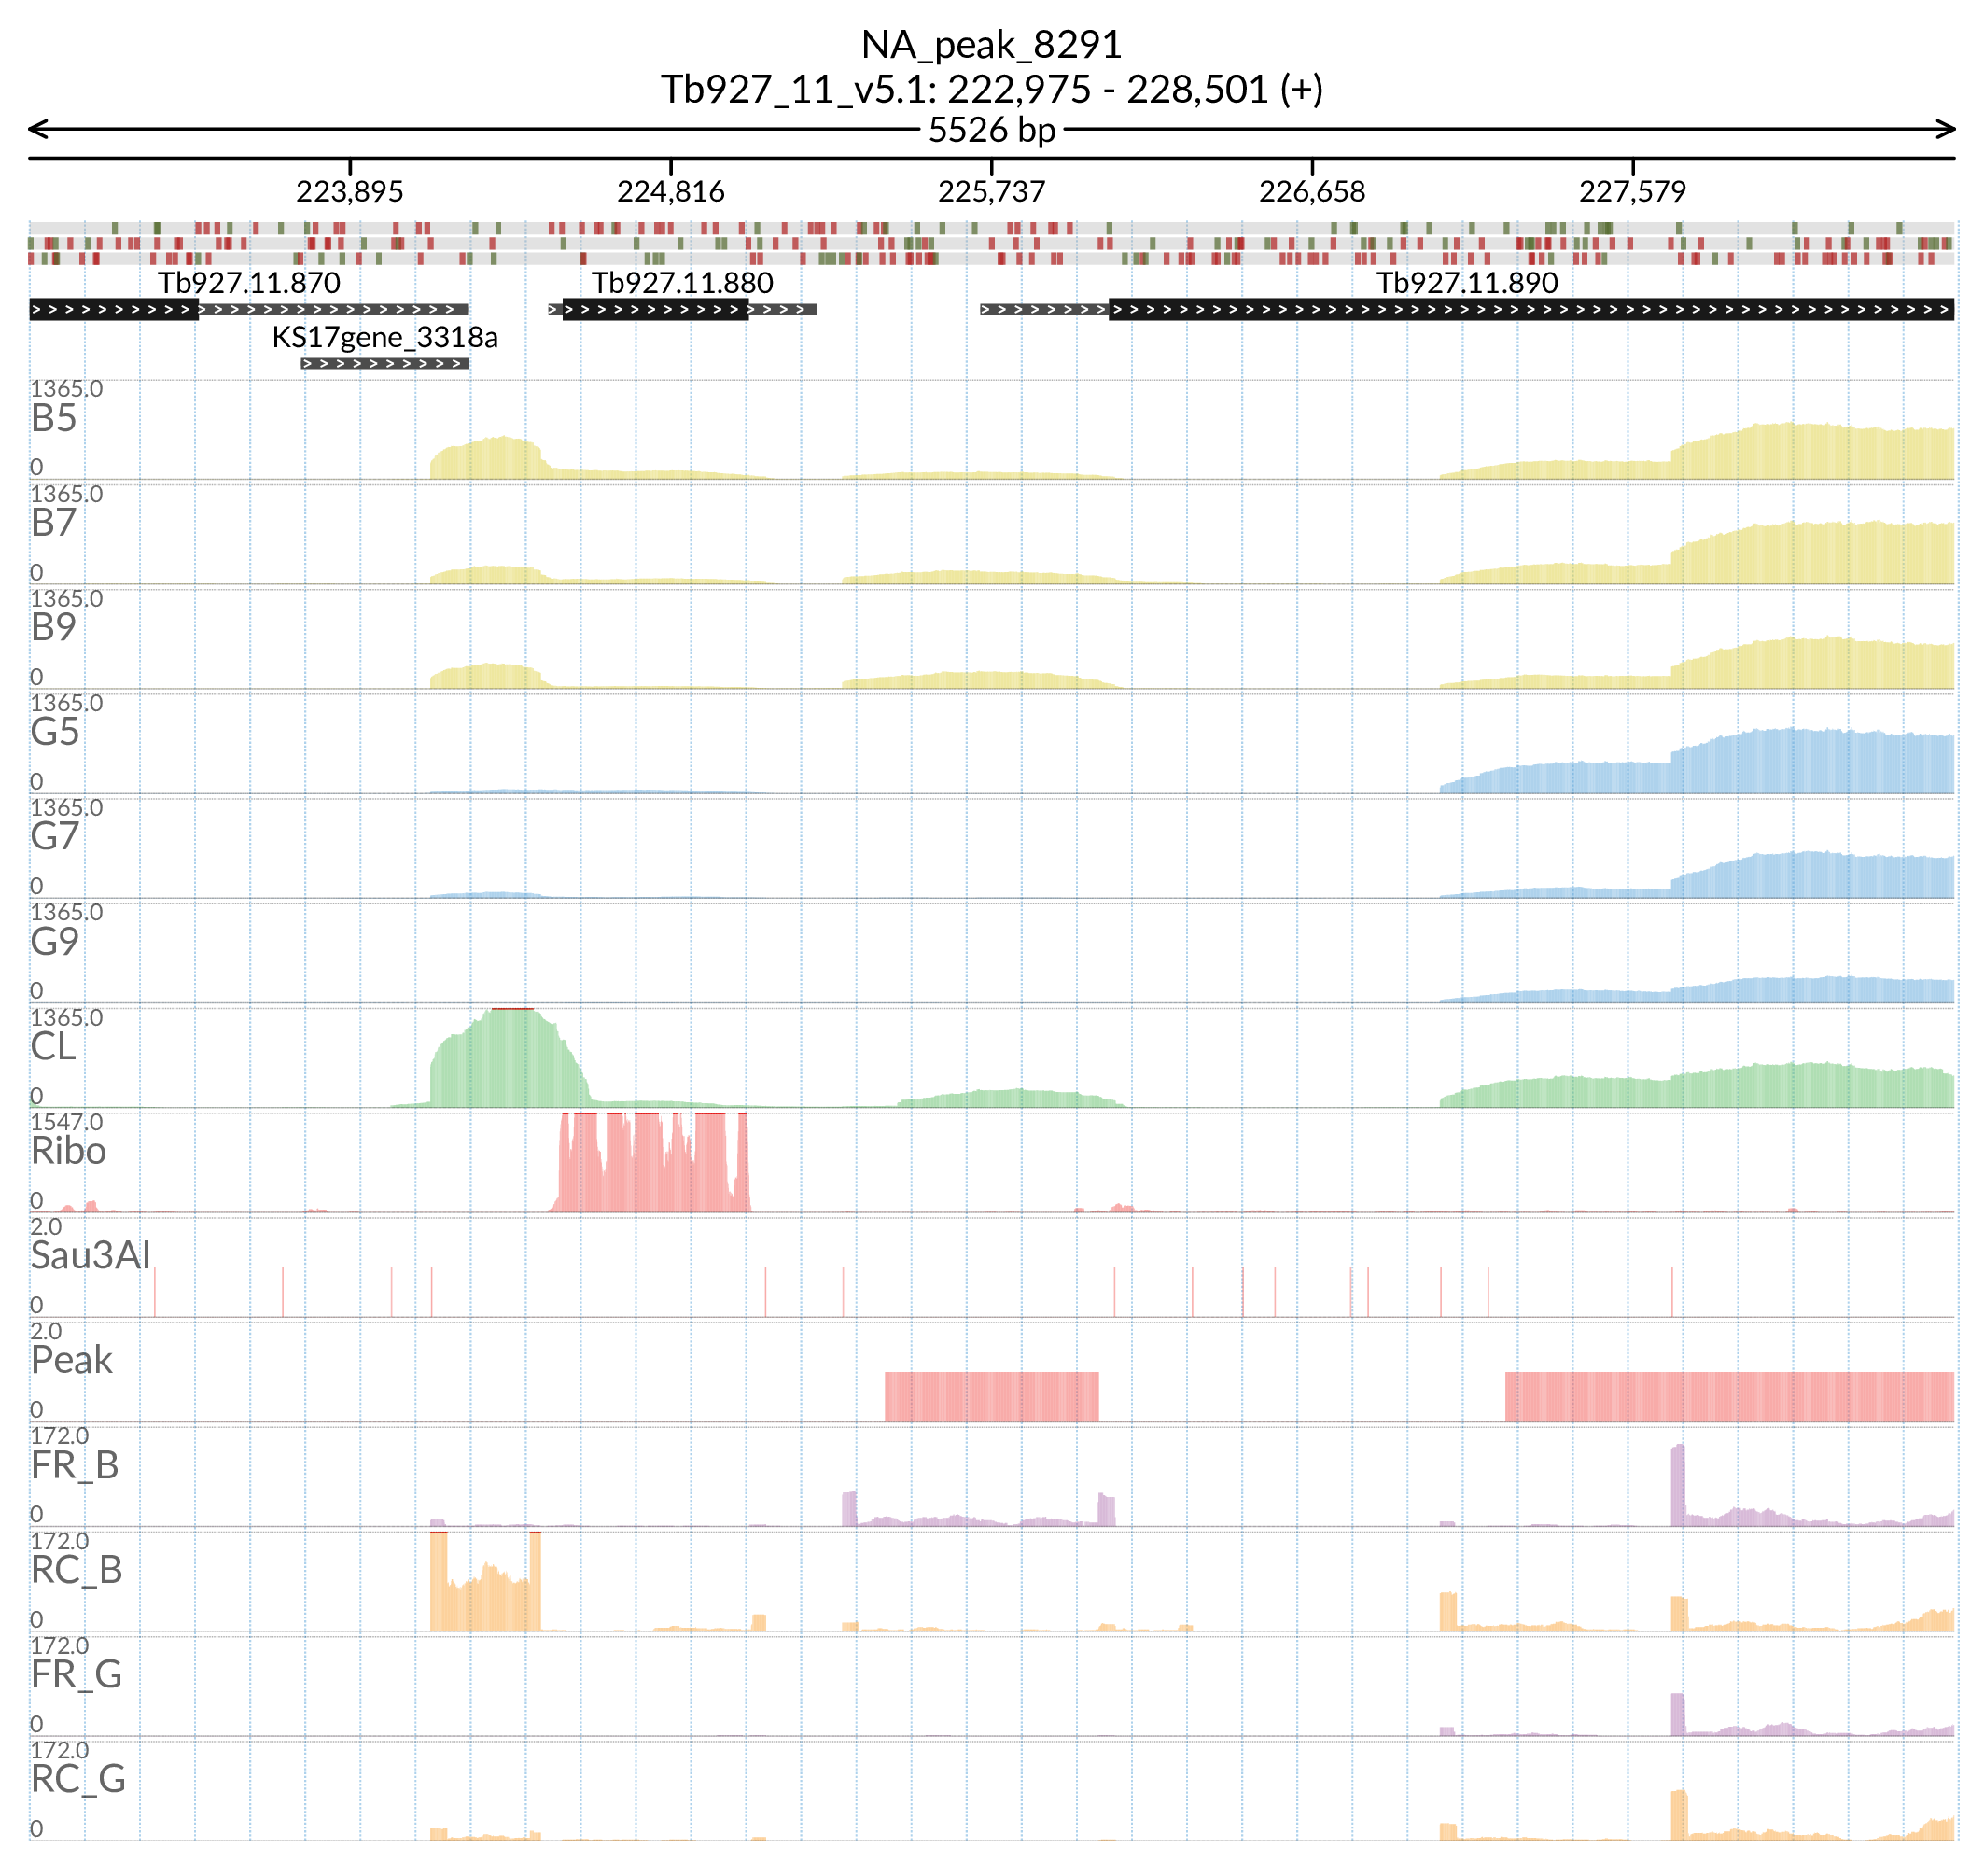 NA_peak_8291
Tb927_11_v5.1: 222,975 - 228,501 (+)
5526 bp
223,895 224,816 225,737 226,658 227,579
Tb927.11.870 Tb927.11.880 Tb927.11.890
KS17gene_3318a
1365.0
B5
0
1365.0
B7
0
1365.0
B9
0
1365.0
G5
0
1365.0
G7
0
1365.0
G9
0
1365.0
CL
0
1547.0
Ribo
0
2.0
Sau3AI
0
2.0
Peak
0
172.0
FR_B
0
172.0
RC_B
0
172.0
FR_G
0
172.0
RC_G
0